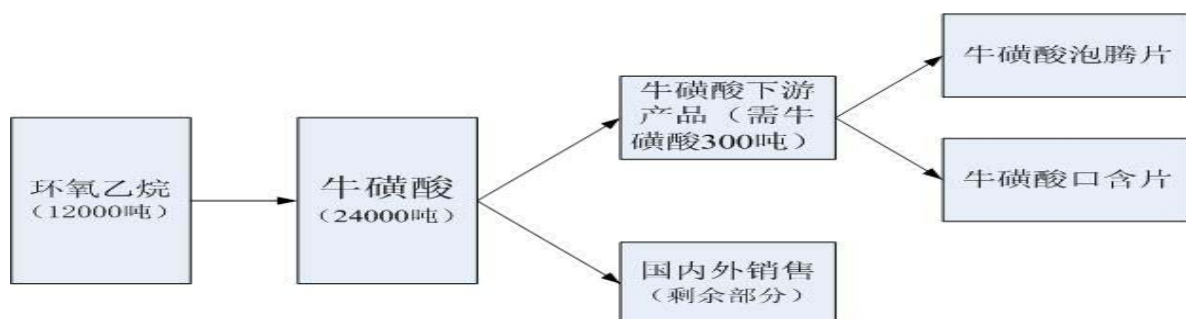 环氧乙烷
（12000吨）
牛磺酸
（24000吨）
牛磺酸下游
产品（需牛
磺酸300吨）
国内外销售
（剩余部分）
牛磺酸泡腾片
牛磺酸口含片